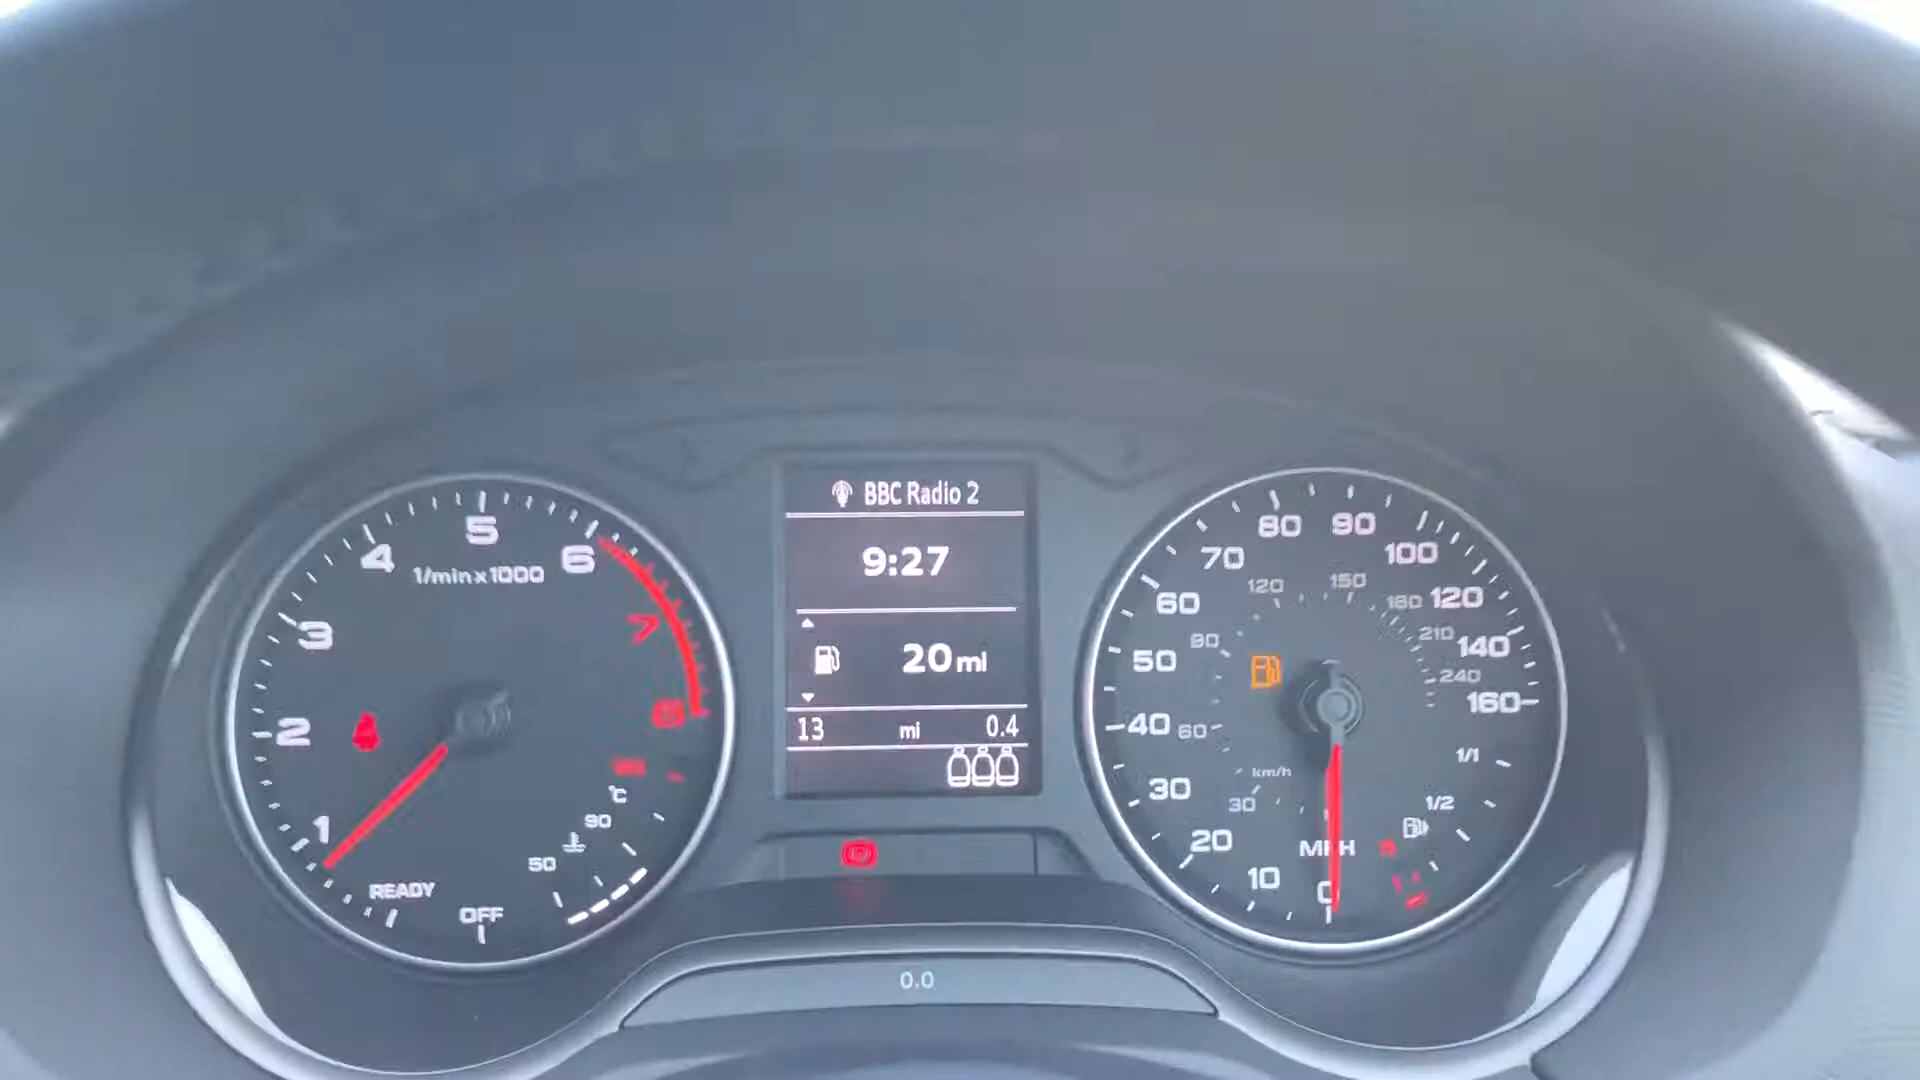 BBC Radio 2
9:27
20 mi
13 mi 0.4
1 2 3 4 5 6 7 8
1/min x 1000
READY
OFF
°C
50 90
0 10 20 30 40 50 60 70 80 90 100 120 140 160
MPH
30 60 90 120 150 180 210 240
km/h
1/2 1/1
0.0